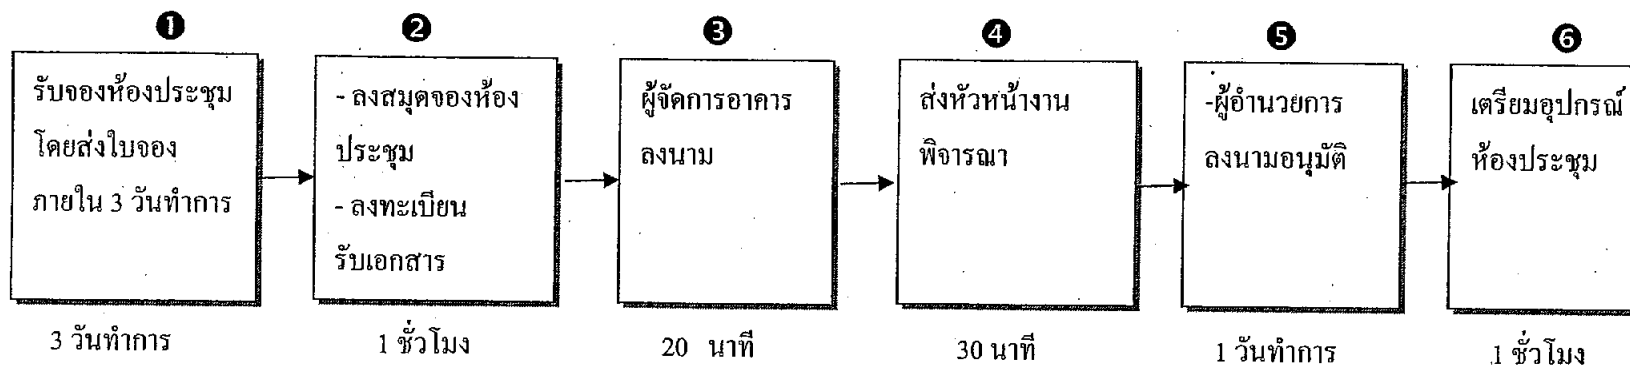 ❶
รับจองห้องประชุม
โดยส่งใบจอง
ภายใน 3 วันทำการ
3 วันทำการ
❷
- ลงสมุดจองห้อง
ประชุม
- ลงทะเบียน
รับเอกสาร
1 ชั่วโมง
❸
ผู้จัดการอาคาร
ลงนาม
20 นาที
❹
ส่งหัวหน้างาน
พิจารณา
30 นาที
❺
-ผู้อำนวยการ
ลงนามอนุมัติ
1 วันทำการ
❻
เตรียมอุปกรณ์
ห้องประชุม
1 ชั่วโมง